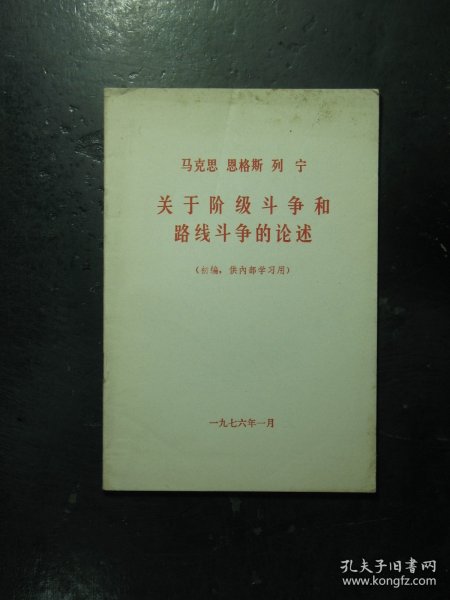 马克思 恩格斯 列 宁
关于阶级斗争和
路线斗争的论述
(初编,供内部学习用)
一九七六年一月
孔夫子旧书网
www.kongfz.com